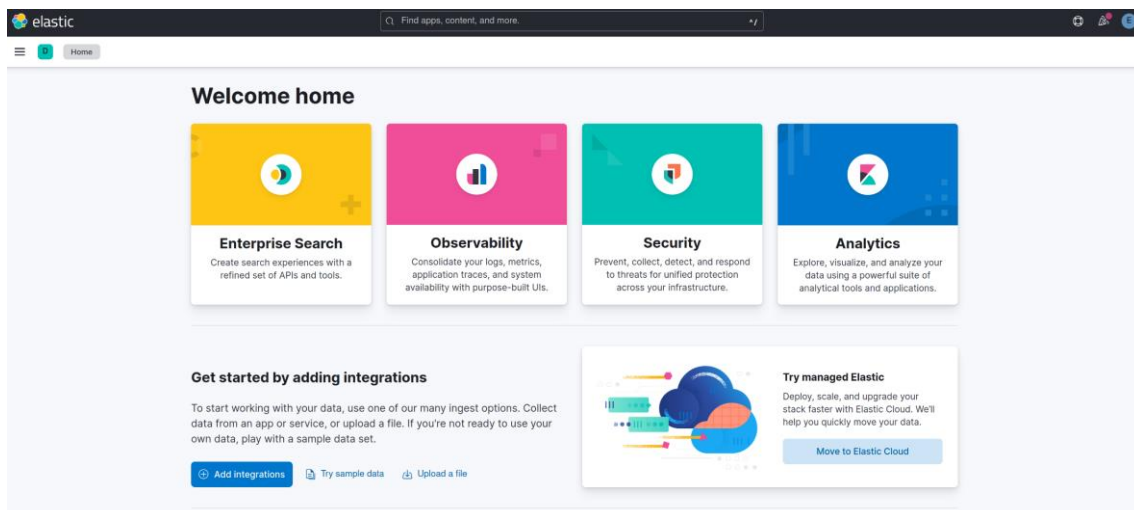 elastic
Find apps, content, and more.
^/
E
D
Home
Welcome home
Enterprise Search
Create search experiences with a
refined set of APIs and tools.
Observability
Consolidate your logs, metrics,
application traces, and system
availability with purpose-built UIs.
Security
Prevent, collect, detect, and respond
to threats for unified protection
across your infrastructure.
Analytics
Explore, visualize, and analyze your
data using a powerful suite of
analytical tools and applications.
Get started by adding integrations
To start working with your data, use one of our many ingest options. Collect
data from an app or service, or upload a file. If you're not ready to use your
own data, play with a sample data set.
Add integrations
Try sample data
Upload a file
Try managed Elastic
Deploy, scale, and upgrade your
stack faster with Elastic Cloud. We'll
help you quickly move your data.
Move to Elastic Cloud